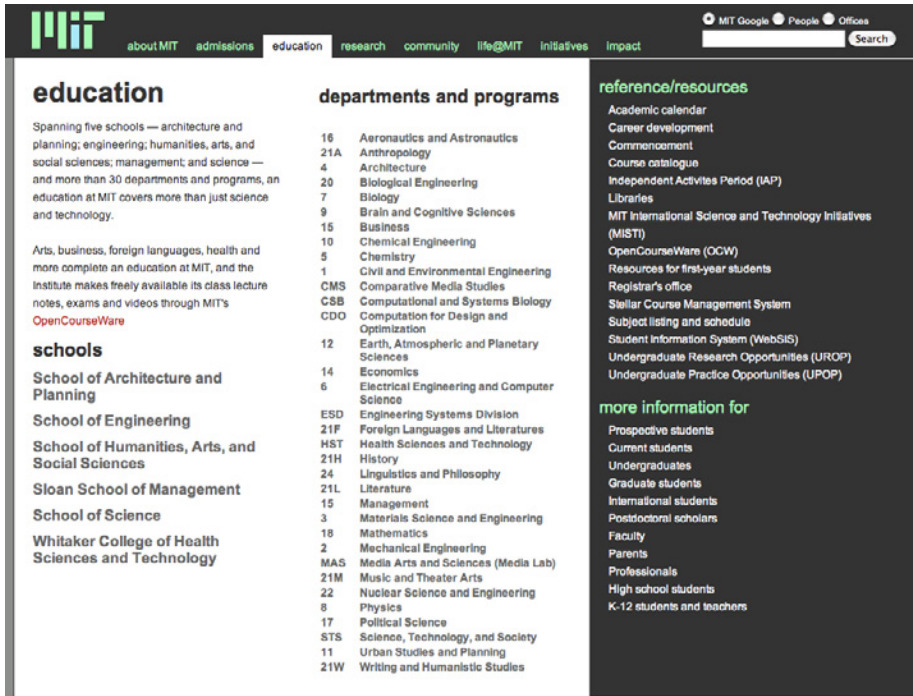 MIT
MIT Google People Offices
Search
about MIT admissions education research community life@MIT initiatives impact
education
Spanning five schools — architecture and
planning; engineering; humanities, arts, and
social sciences; management; and science —
and more than 30 departments and programs, an
education at MIT covers more than just science
and technology.
Arts, business, foreign languages, health and
more complete an education at MIT, and the
Institute makes freely available its class lecture
notes, exams and videos through MIT's
OpenCourseWare
schools
School of Architecture and
Planning
School of Engineering
School of Humanities, Arts, and
Social Sciences
Sloan School of Management
School of Science
Whitaker College of Health
Sciences and Technology
departments and programs
16 Aeronautics and Astronautics
21A Anthropology
4 Architecture
20 Biological Engineering
7 Biology
9 Brain and Cognitive Sciences
15 Business
10 Chemical Engineering
5 Chemistry
1 Civil and Environmental Engineering
CMS Comparative Media Studies
CSB Computational and Systems Biology
CDO Computation for Design and
Optimization
12 Earth, Atmospheric and Planetary
Sciences
14 Economics
6 Electrical Engineering and Computer
Science
ESD Engineering Systems Division
21F Foreign Languages and Literatures
HST Health Sciences and Technology
21H History
24 Linguistics and Philosophy
21L Literature
15 Management
3 Materials Science and Engineering
18 Mathematics
2 Mechanical Engineering
MAS Media Arts and Sciences (Media Lab)
21M Music and Theater Arts
22 Nuclear Science and Engineering
8 Physics
17 Political Science
STS Science, Technology, and Society
11 Urban Studies and Planning
21W Writing and Humanistic Studies
reference/resources
Academic calendar
Career development
Commencement
Course catalogue
Independent Activites Period (IAP)
Libraries
MIT International Science and Technology Initiatives
(MISTI)
OpenCourseWare (OCW)
Resources for first-year students
Registrar's office
Stellar Course Management System
Subject listing and schedule
Student Information System (WebSIS)
Undergraduate Research Opportunities (UROP)
Undergraduate Practice Opportunities (UPOP)
more information for
Prospective students
Current students
Undergraduates
Graduate students
International students
Postdoctoral scholars
Faculty
Parents
Professionals
High school students
K-12 students and teachers